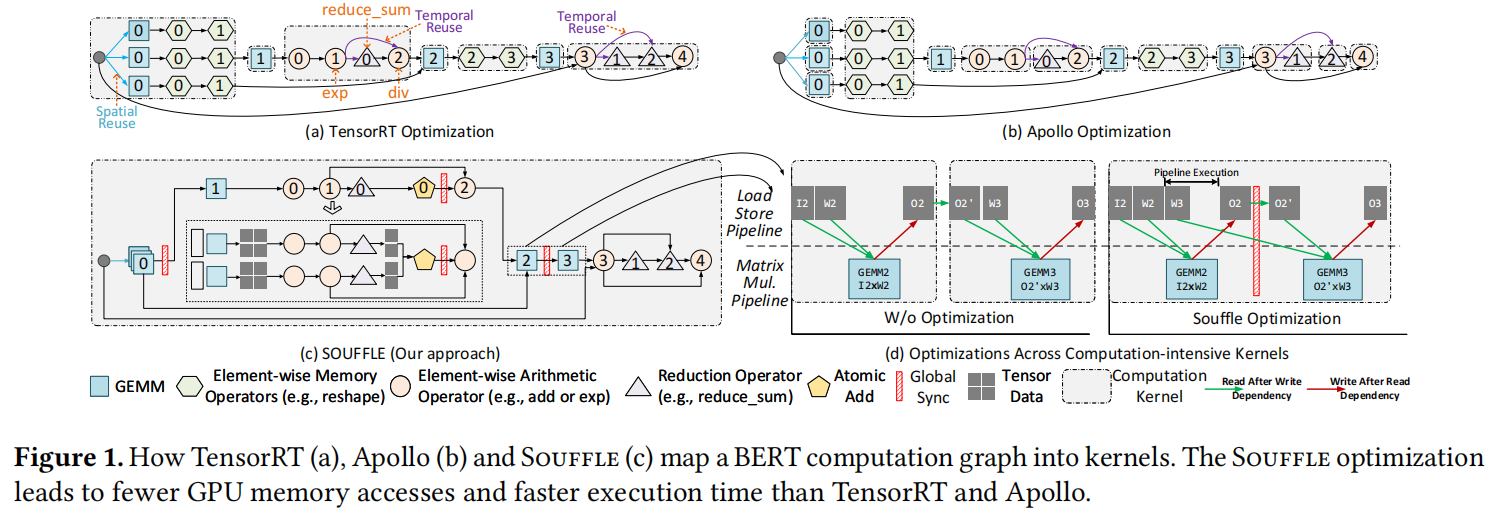 reduce_sum
Temporal
Reuse
Temporal
Reuse
0 0 1
0 0 1
0 0 1
1
0 1 0 2
2
2 3
3
3 1 2 4
exp
div
Spatial
Reuse
(a) TensorRT Optimization
0 0 1
0 0 1
0 0 1
1
0 1 0 2
2
2 3
3
3 1 2 4
(b) Apollo Optimization
1 0 1 0 0 2
0
2 3
3 1 2 4
(c) SOUFFLE (Our approach)
Load
Store
Pipeline
Matrix
Mul.
Pipeline
I2 W2 O2 O2' W3 O3
GEMM2
I2xW2
GEMM3
O2'xW3
W/o Optimization
Pipeline Execution
I2 W2 W3 O2 O2' O3
GEMM2
I2xW2
GEMM3
O2'xW3
Souffle Optimization
(d) Optimizations Across Computation-intensive Kernels
GEMM
Element-wise Memory
Operators (e.g., reshape)
Element-wise Arithmetic
Operator (e.g., add or exp)
Reduction Operator
(e.g., reduce_sum)
Atomic
Add
Global
Sync
Tensor
Data
Computation
Kernel
Read After Write
Dependency
Write After Read
Dependency
Figure 1. How TensorRT (a), Apollo (b) and SOUFFLE (c) map a BERT computation graph into kernels. The SOUFFLE optimization
leads to fewer GPU memory accesses and faster execution time than TensorRT and Apollo.